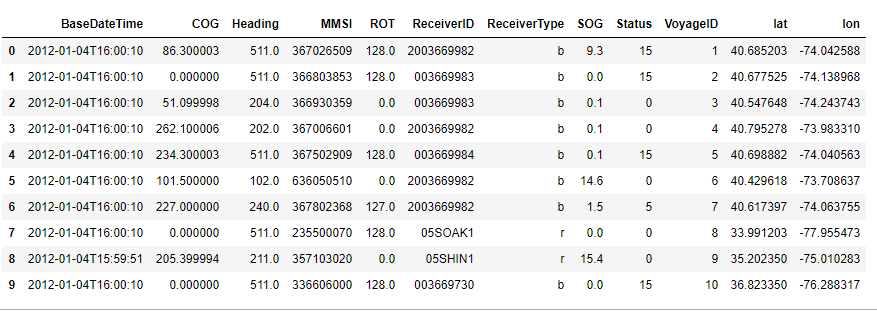 BaseDateTime COG Heading MMSI ROT ReceiverID ReceiverType SOG Status VoyageID lat lon
0 2012-01-04T16:00:10 86.300003 511.0 367026509 128.0 2003669982 b 9.3 15 1 40.685203 -74.042588
1 2012-01-04T16:00:10 0.000000 511.0 366803853 128.0 003669983 b 0.0 15 2 40.677525 -74.138968
2 2012-01-04T16:00:10 51.099998 204.0 366930359 0.0 003669983 b 0.1 0 3 40.547648 -74.243743
3 2012-01-04T16:00:10 262.100006 202.0 367006601 0.0 2003669982 b 0.1 0 4 40.795278 -73.983310
4 2012-01-04T16:00:10 234.300003 511.0 367502909 128.0 003669984 b 0.1 15 5 40.698882 -74.040563
5 2012-01-04T16:00:10 101.500000 102.0 636050510 0.0 2003669982 b 14.6 0 6 40.429618 -73.708637
6 2012-01-04T16:00:10 227.000000 240.0 367802368 127.0 2003669982 b 1.5 5 7 40.617397 -74.063755
7 2012-01-04T16:00:10 0.000000 511.0 235500070 128.0 05SOAK1 r 0.0 0 8 33.991203 -77.955473
8 2012-01-04T15:59:51 205.399994 211.0 357103020 0.0 05SHIN1 r 15.4 0 9 35.202350 -75.010283
9 2012-01-04T16:00:10 0.000000 511.0 336606000 128.0 003669730 b 0.0 15 10 36.823350 -76.288317